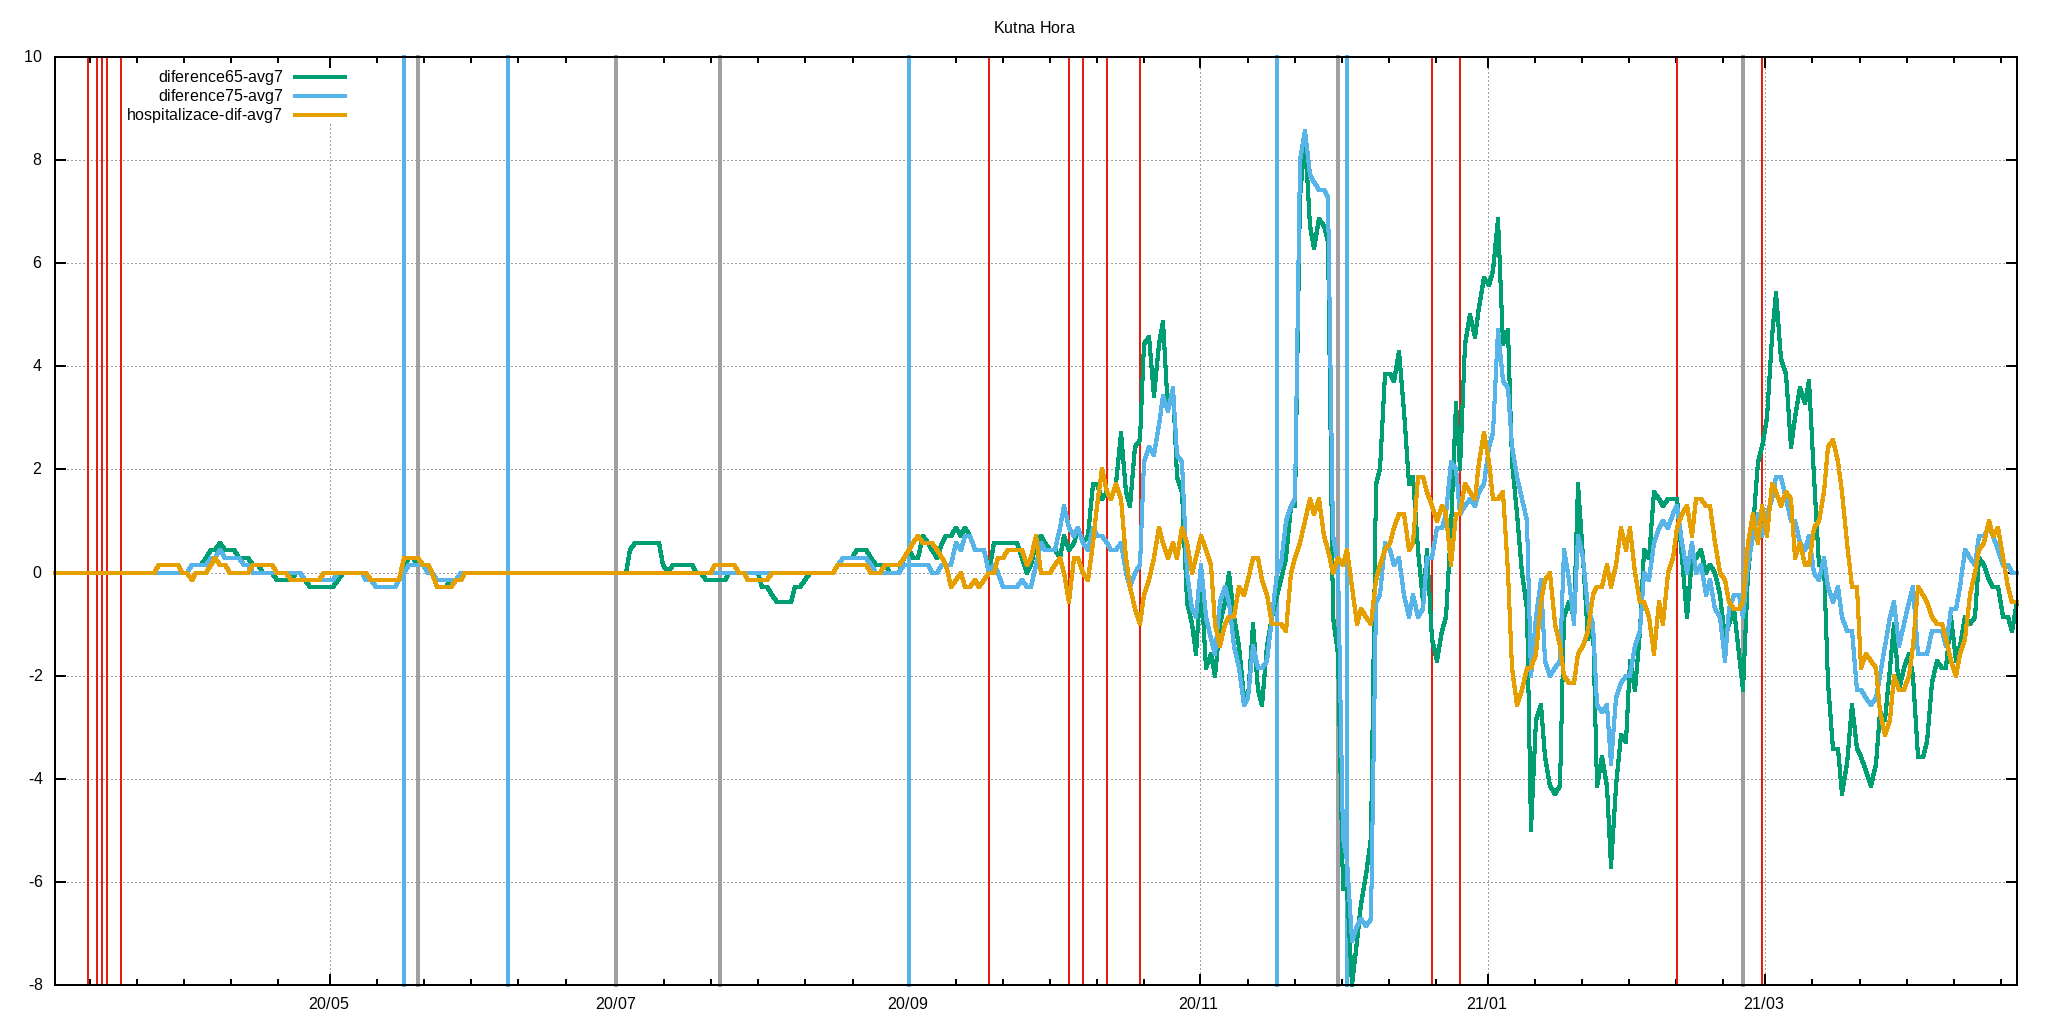 Kutna Hora
10
diference65-avg7
diference75-avg7
hospitalizace-dif-avg7
8
6
4
2
0
-2
-4
-6
-8
20/05 20/07 20/09 20/11 21/01 21/03